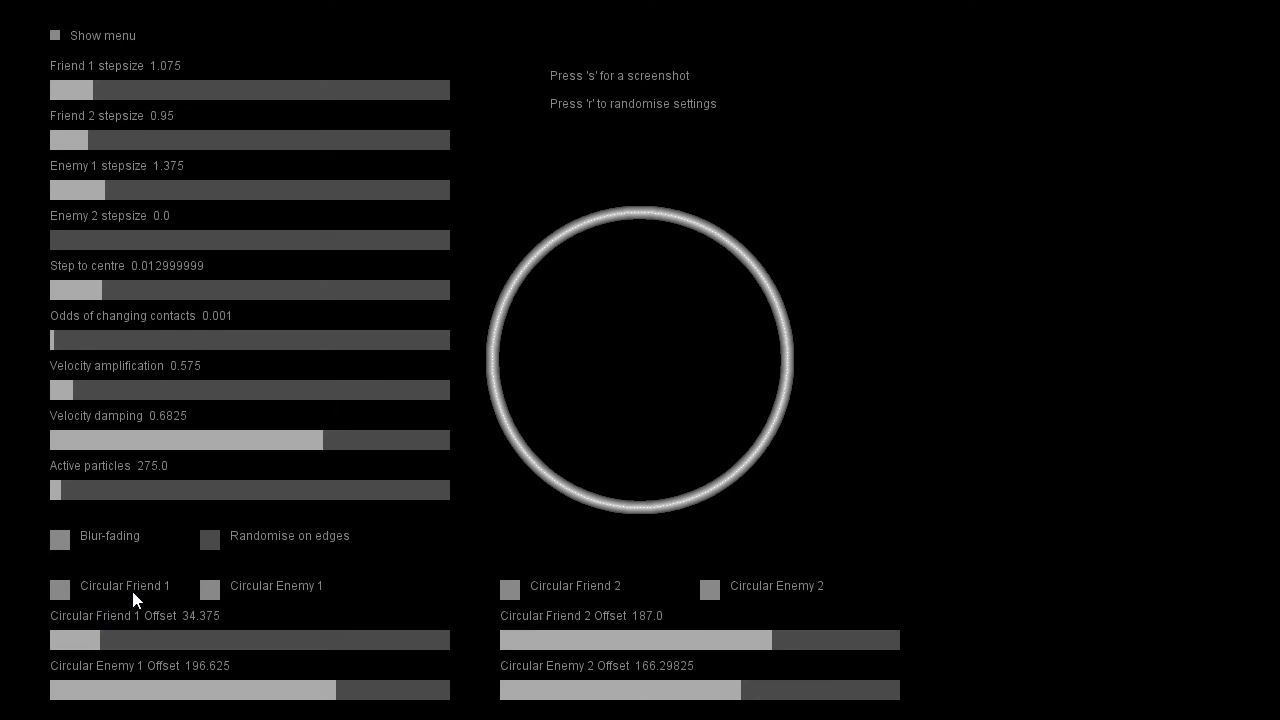 Show menu
Friend 1 stepsize 1.075
Press 's' for a screenshot
Press 'r' to randomise settings
Friend 2 stepsize 0.95
Enemy 1 stepsize 1.375
Enemy 2 stepsize 0.0
Step to centre 0.012999999
Odds of changing contacts 0.001
Velocity amplification 0.575
Velocity damping 0.6825
Active particles 275.0
Blur-fading Randomise on edges
Circular Friend 1 Circular Enemy 1 Circular Friend 2 Circular Enemy 2
Circular Friend 1 Offset 34.375 Circular Friend 2 Offset 187.0
Circular Enemy 1 Offset 196.625 Circular Enemy 2 Offset 166.29825